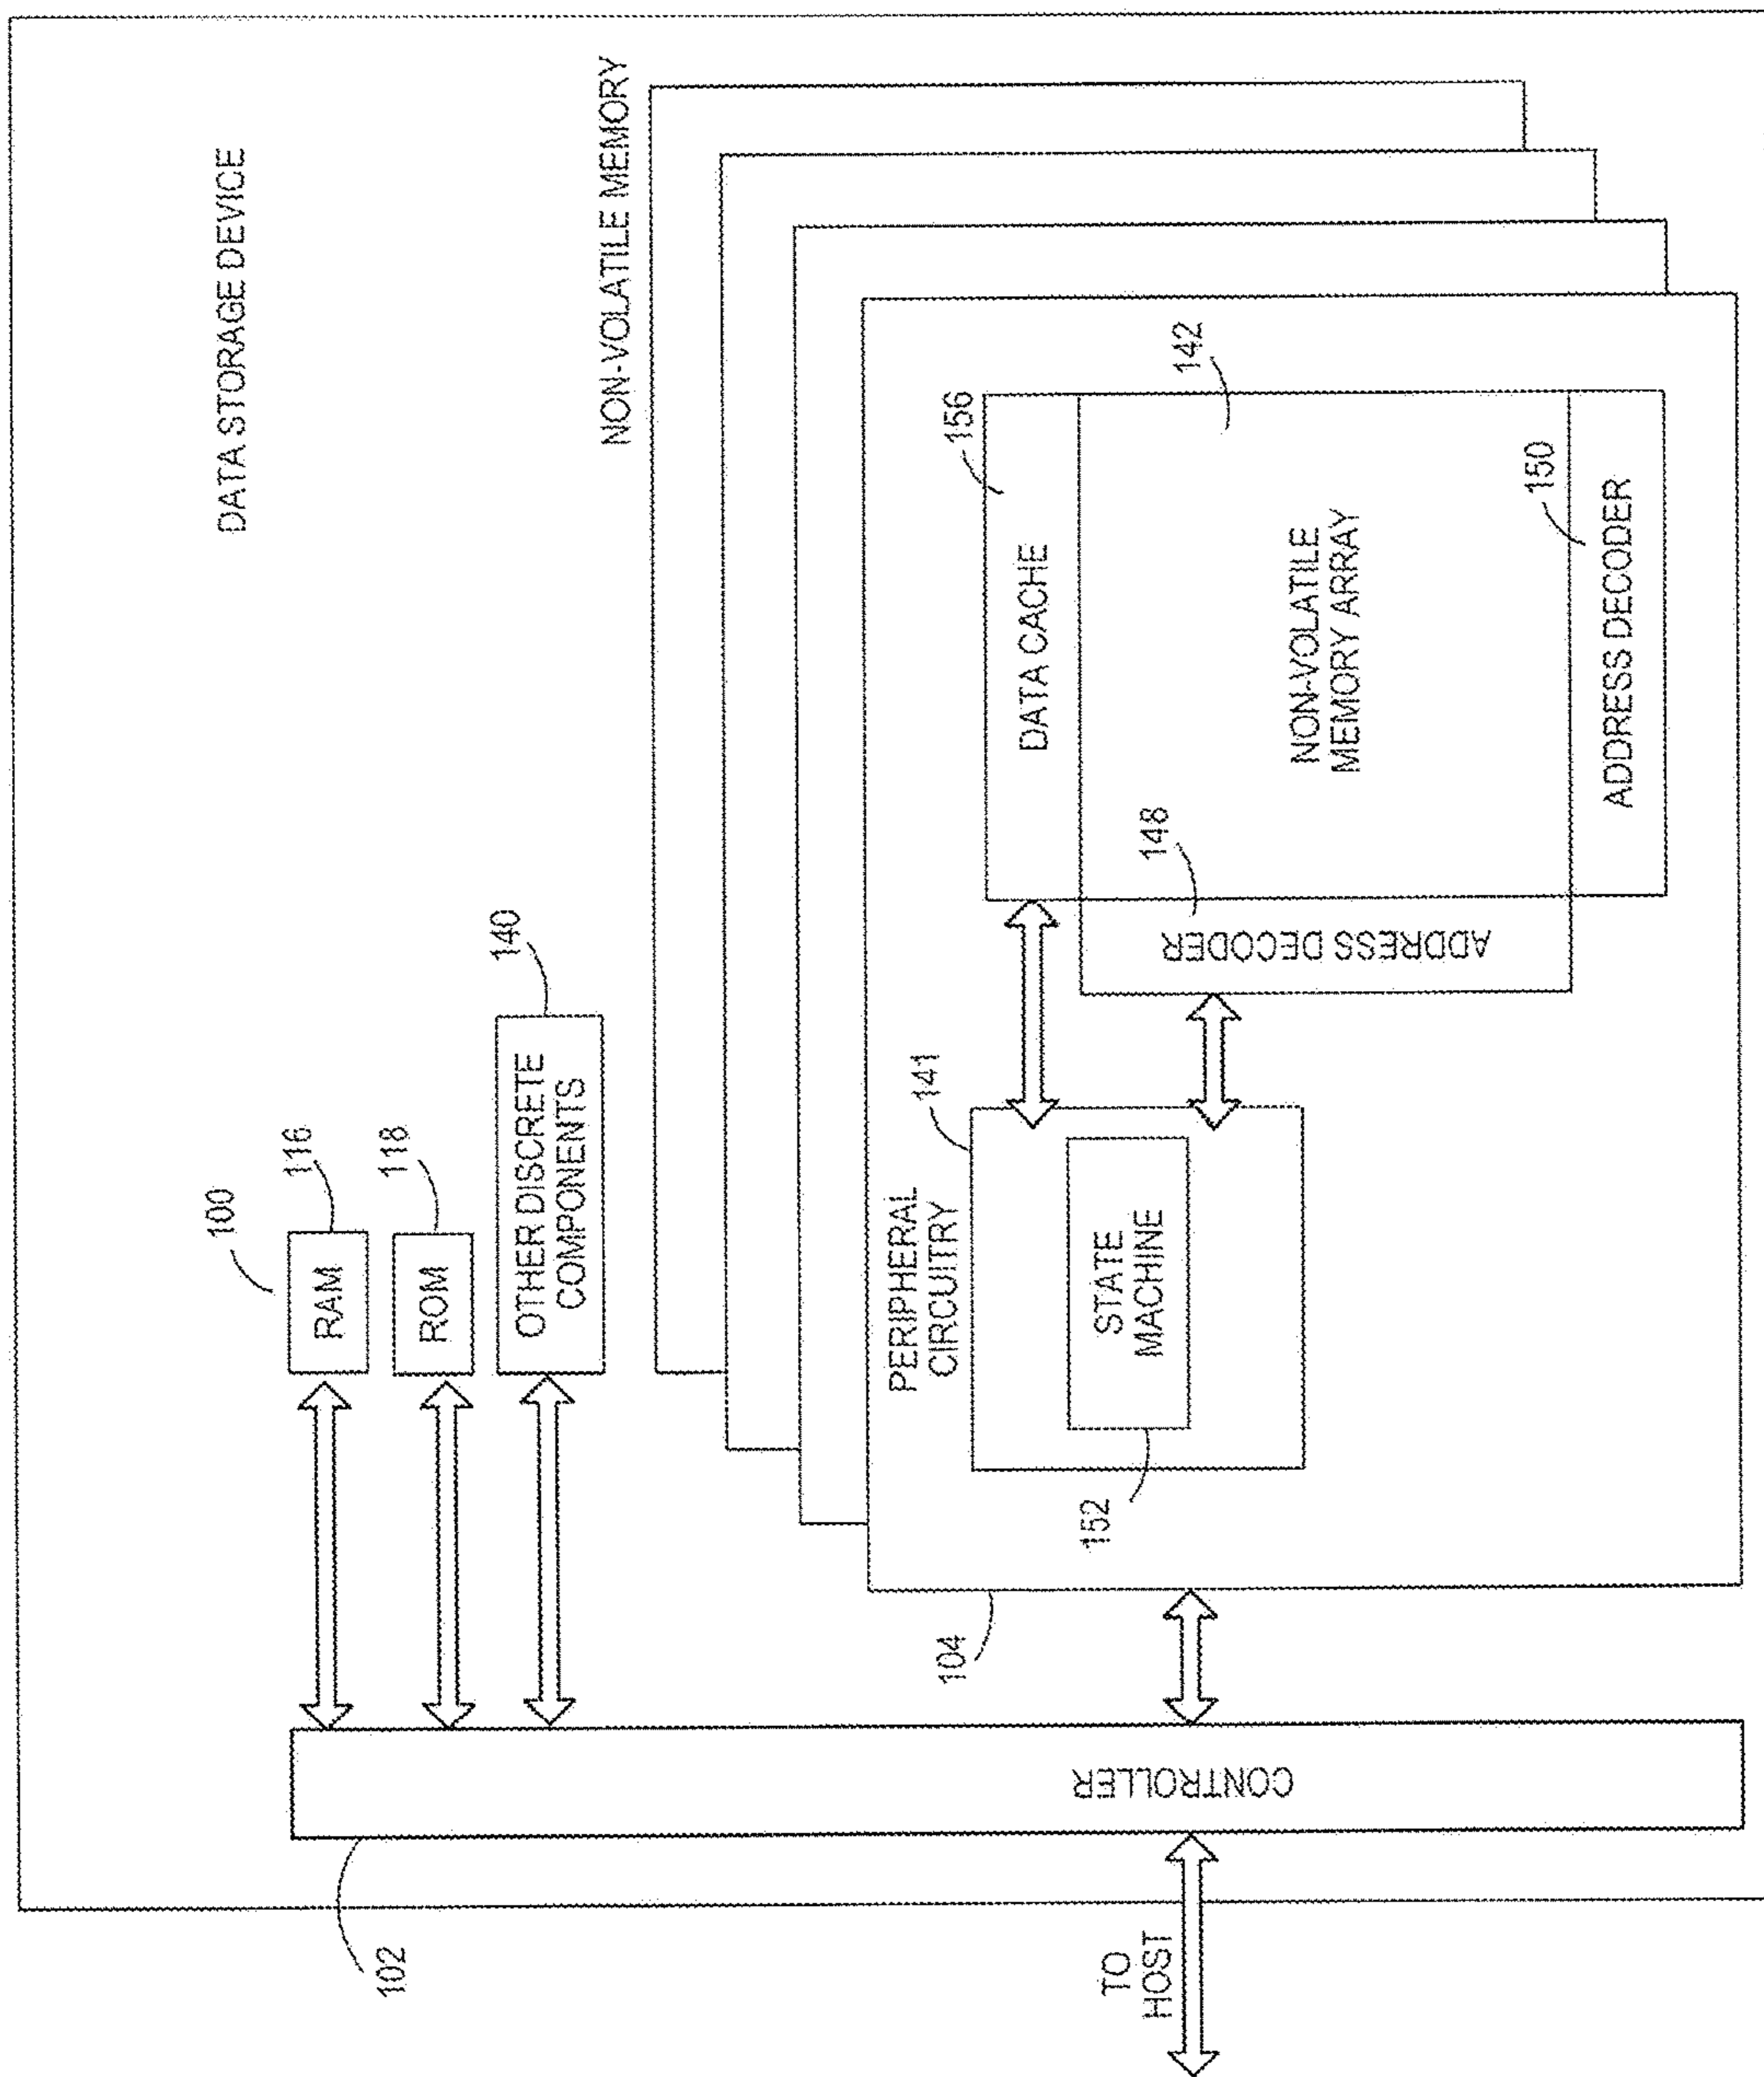 DATA STORAGE DEVICE
100
RAM
116
ROM
118
OTHER DISCRETE
COMPONENTS
140
NON-VOLATILE MEMORY
102
CONTROLLER
TO
HOST
104
PERIPHERAL
CIRCUITRY
141
STATE
MACHINE
152
DATA CACHE
156
ADDRESS DECODER
148
NON-VOLATILE
MEMORY ARRAY
142
ADDRESS DECODER
150